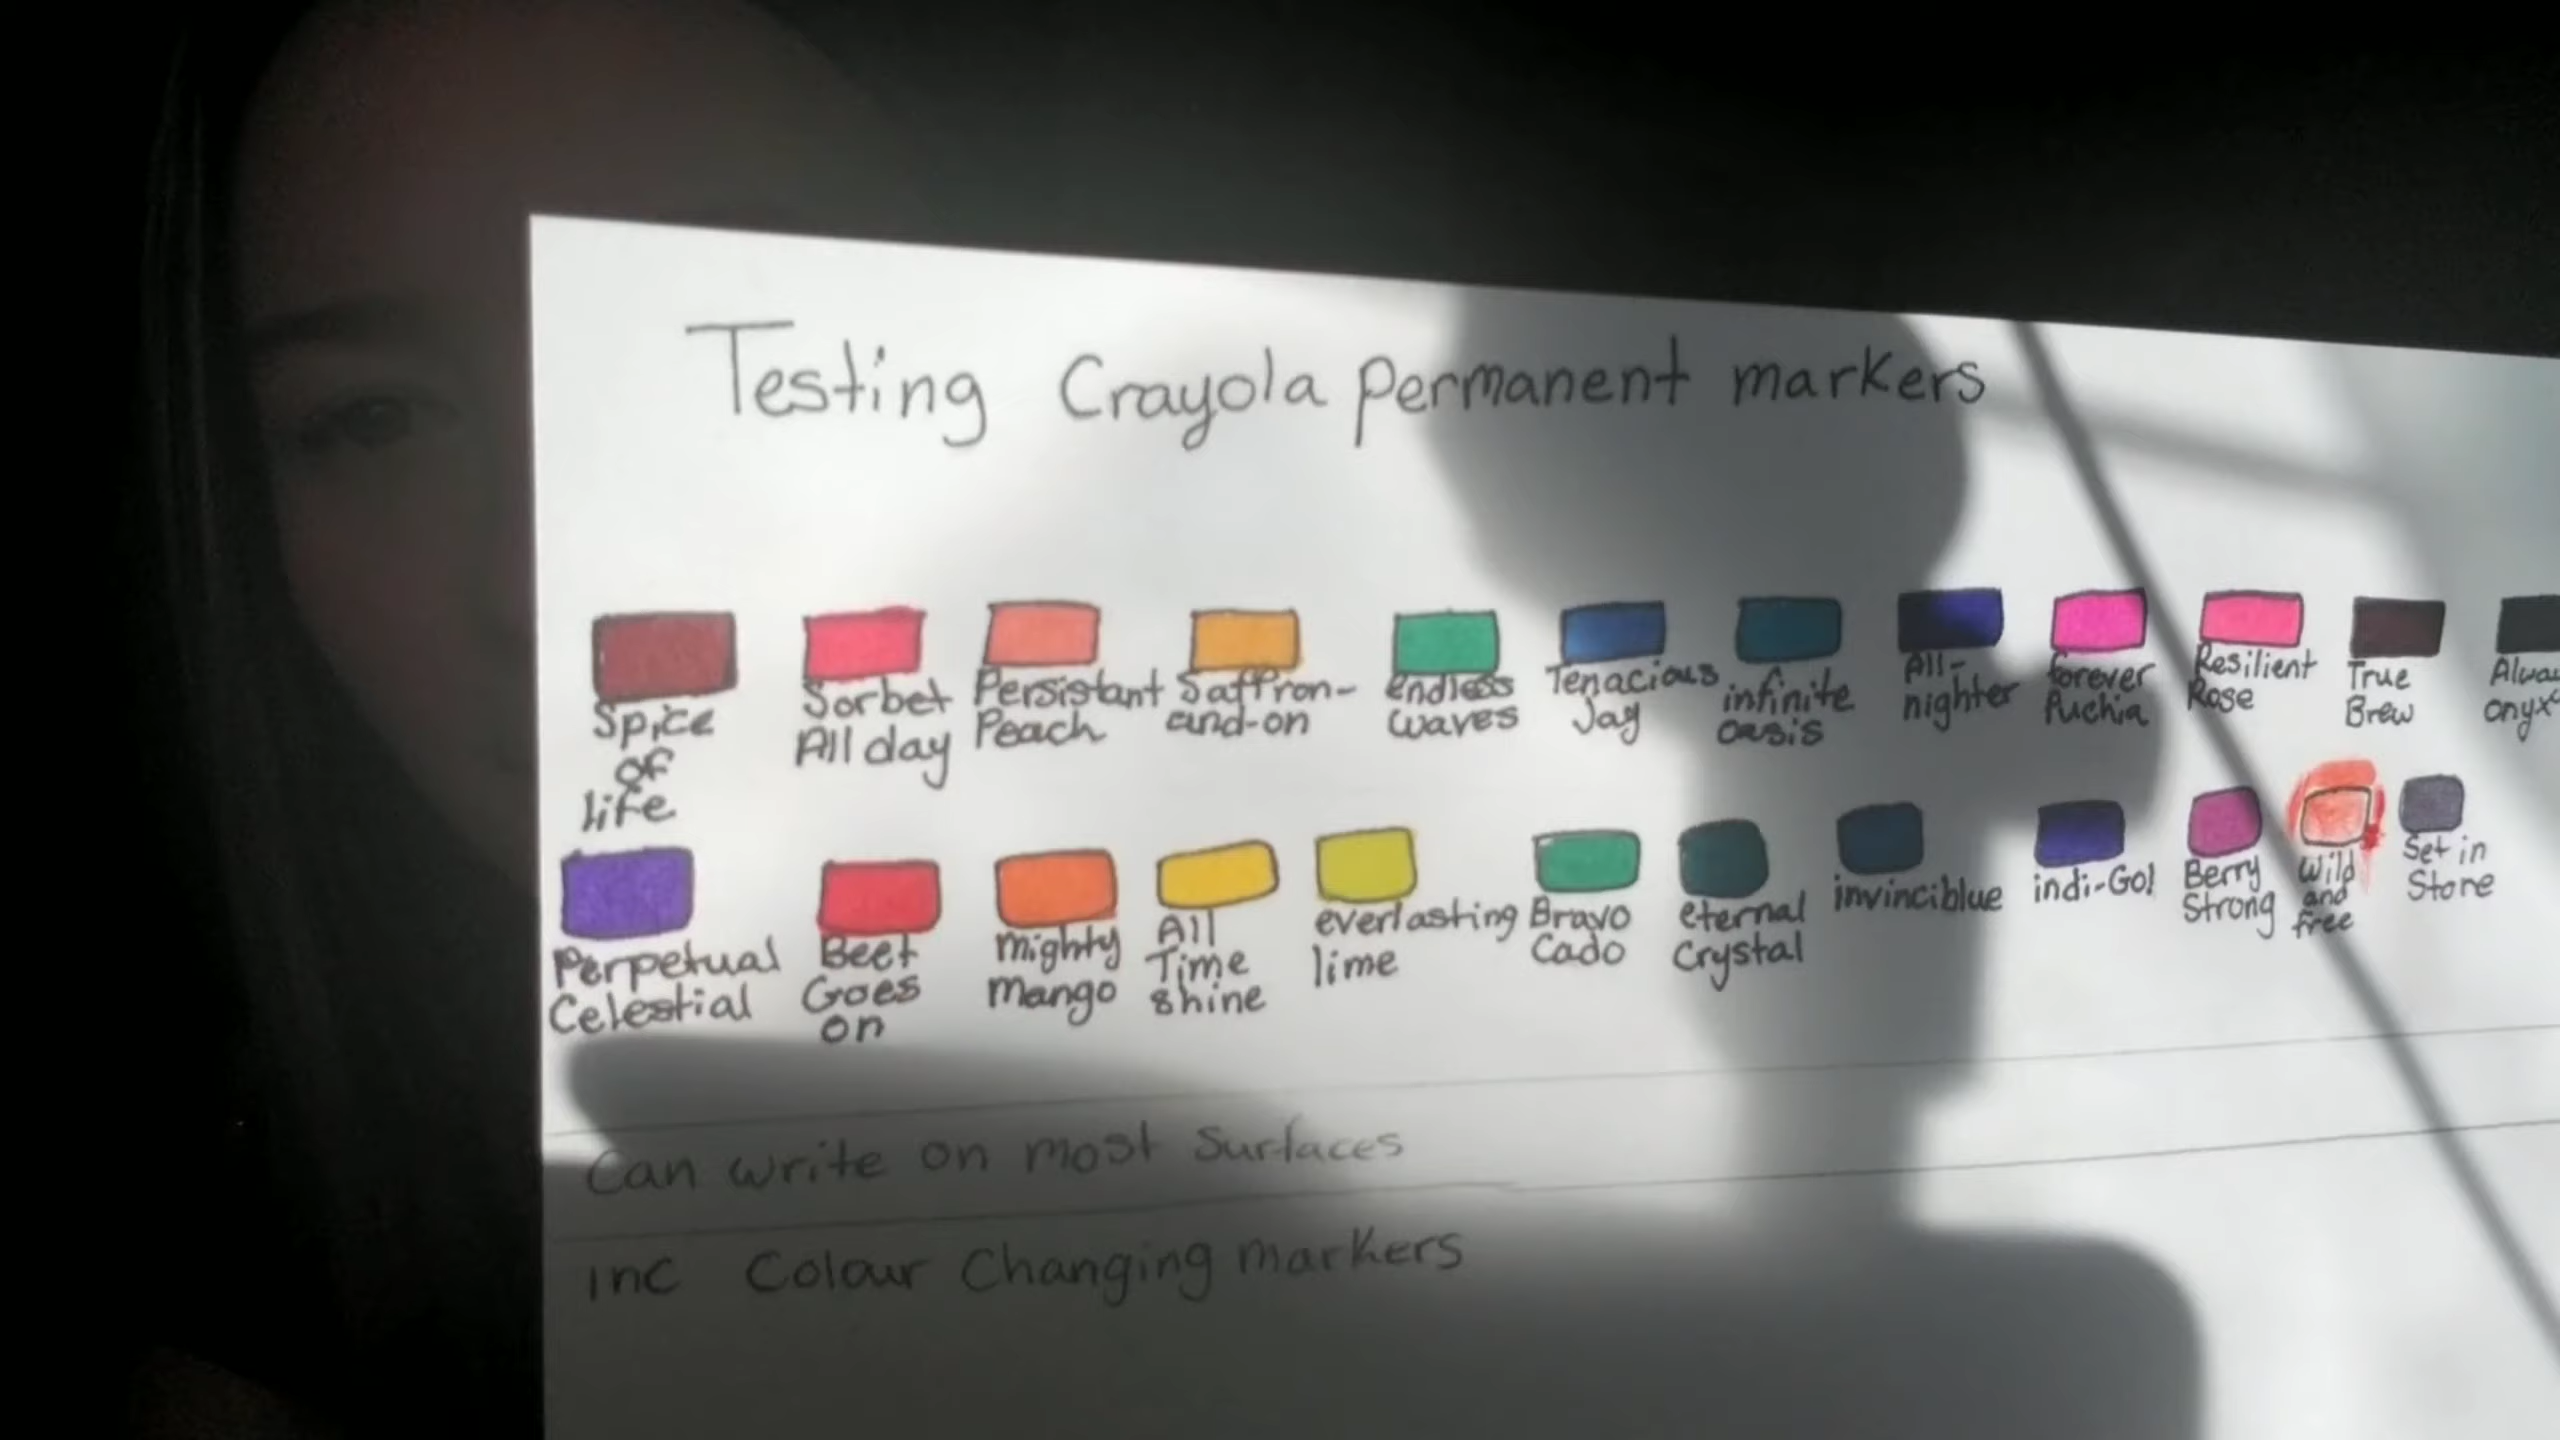 Testing Crayola permanent markers
Spice of life
Sorbet All day
Persistant Peach
Saffron-and-on
endless waves
Tenacious Jay
infinite oasis
All-nighter
forever Fuchia
Resilient Rose
True Brew
onyx
Perpetual Celestial
Beet Goes on
mighty mango
All Time shine
everlasting lime
Bravo Cado
eternal Crystal
invinciblue
indi-Go!
Berry Strong
Wild and free
Set in Stone
Can write on most Surfaces
inc Colour Changing markers